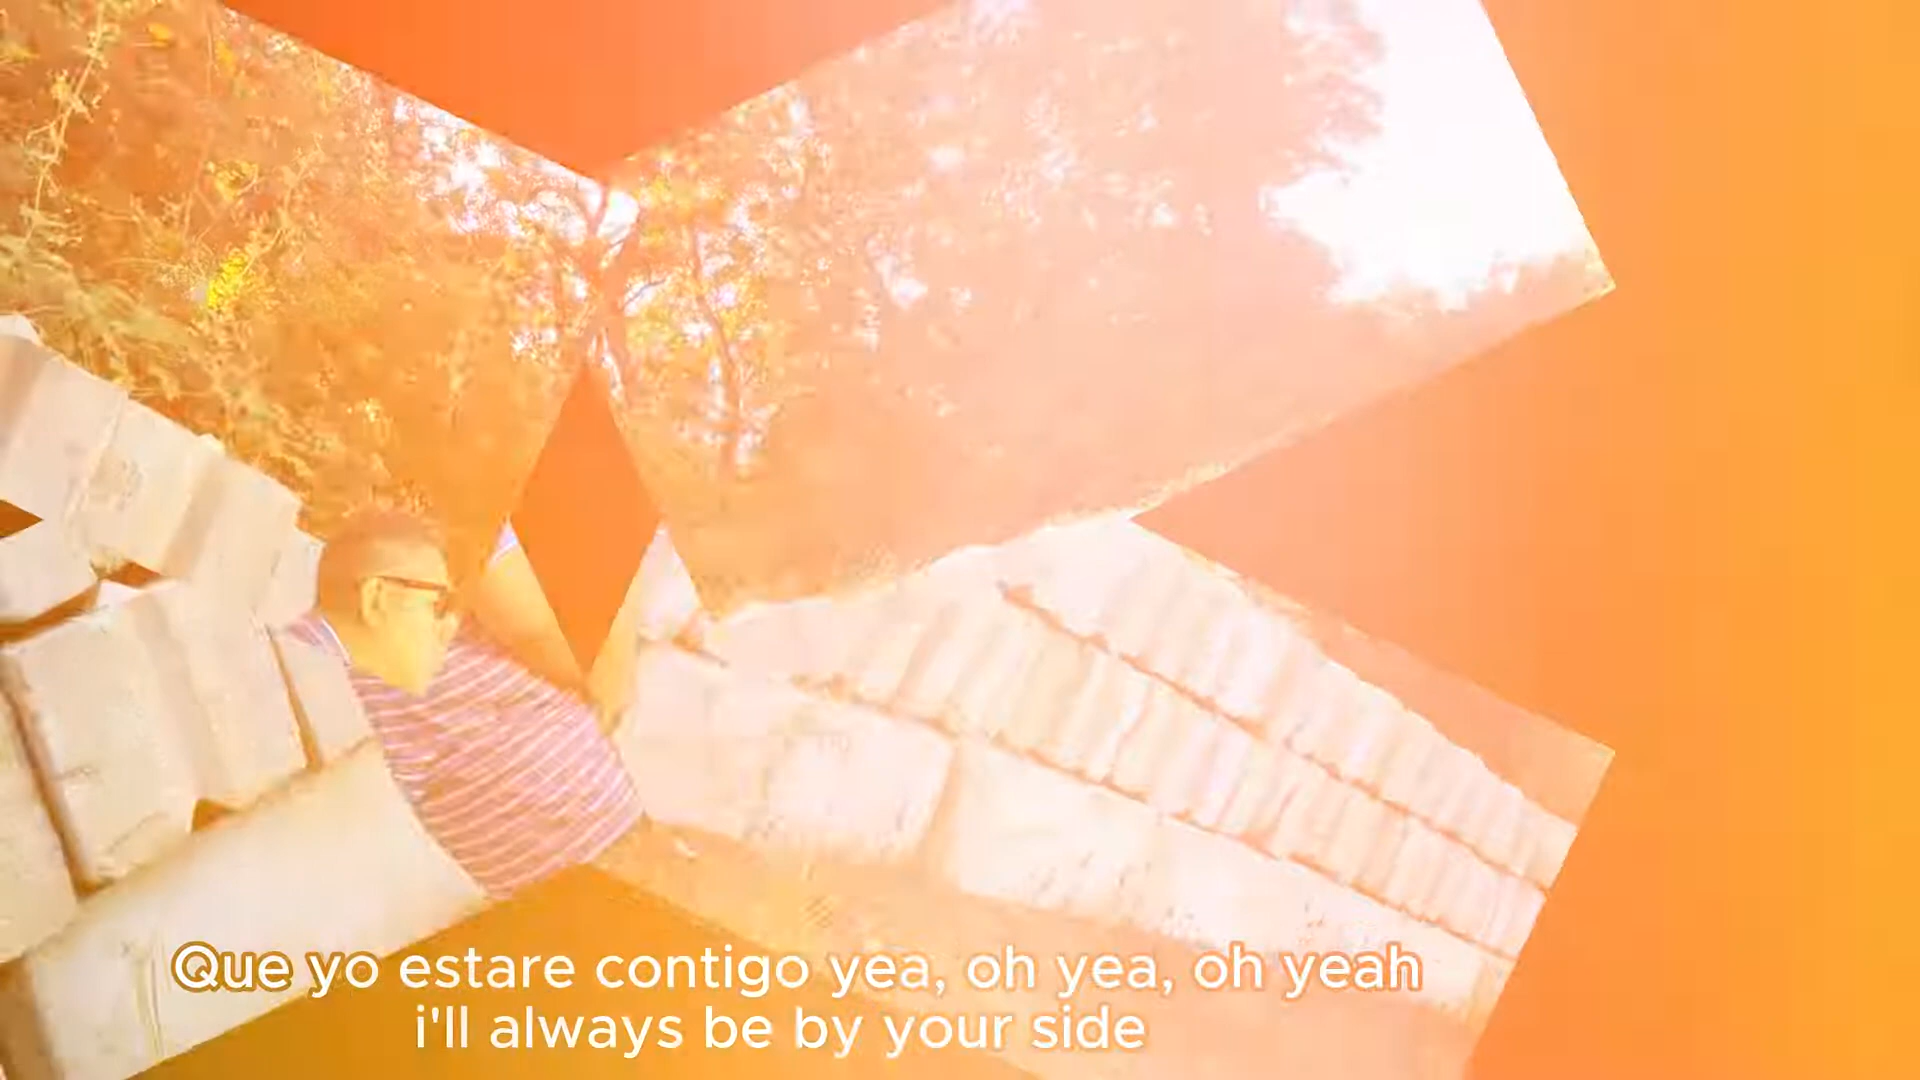 Que yo estare contigo yea, oh yea, oh yeah
i'll always be by your side